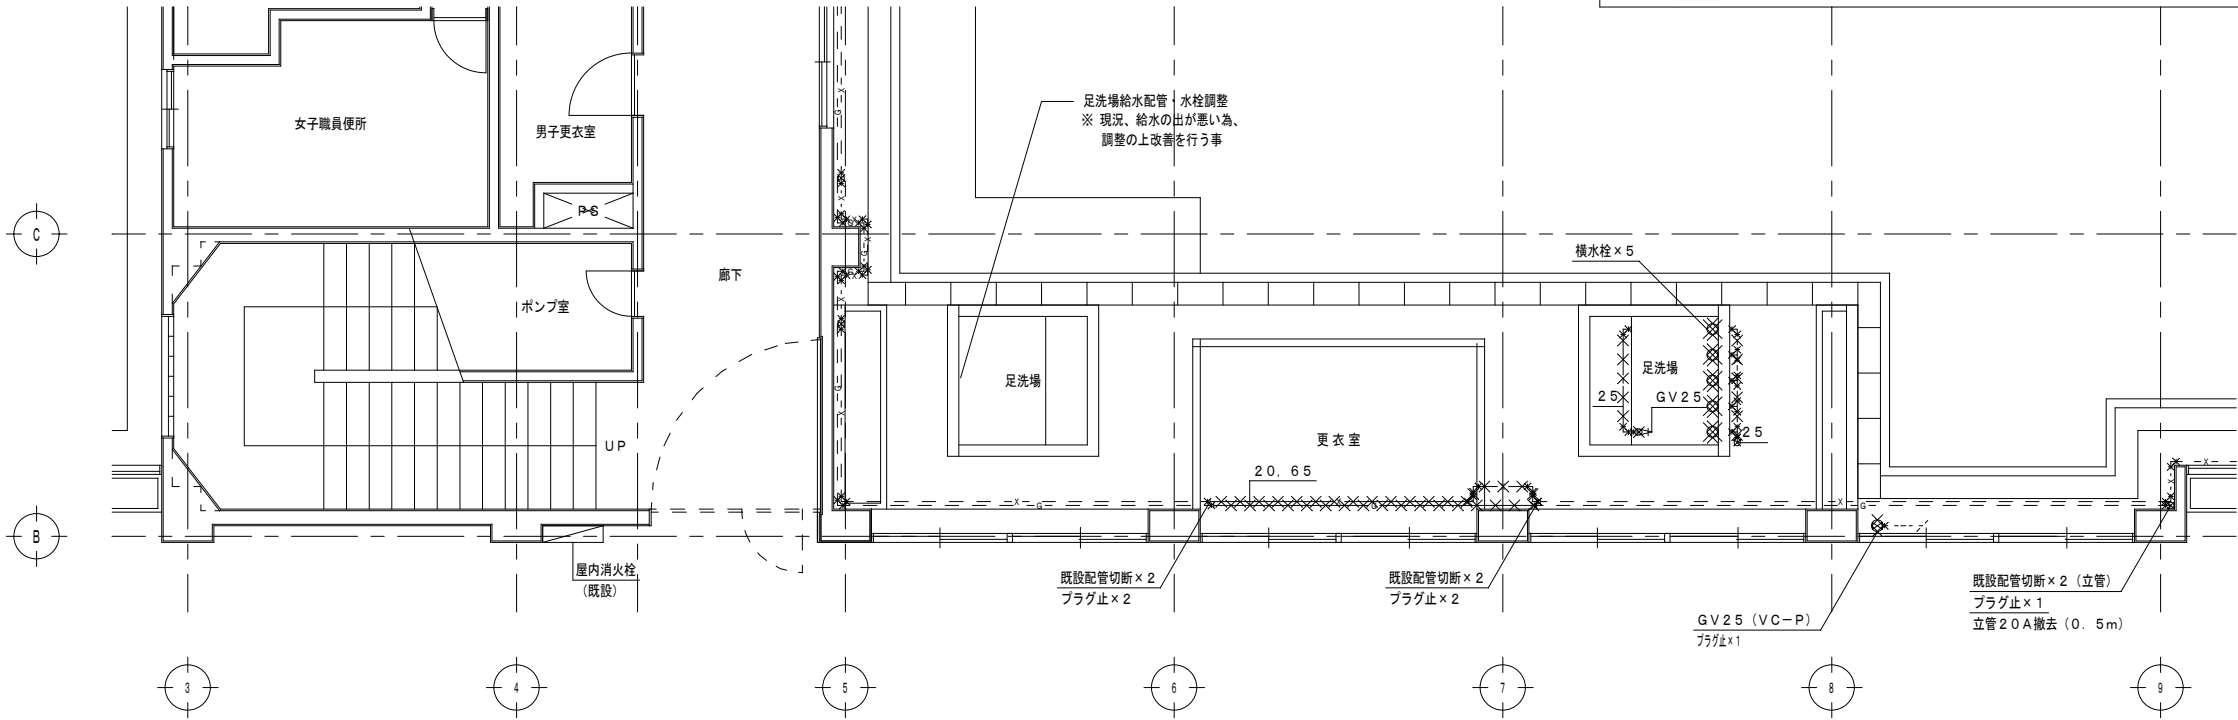 女子職員便所
男子更衣室
PS
足洗場給水配管・水栓調整
※ 現況、給水の出が悪い為、
調整の上改善を行う事
C
廊下
横水栓×5
ポンプ室
足洗場
足洗場
25
GV25
更衣室
25
UP
20, 65
B
屋内消火栓
(既設)
既設配管切断×2
プラグ止×2
既設配管切断×2
プラグ止×2
GV25 (VC-P)
プラグ止×1
既設配管切断×2 (立管)
プラグ止×1
立管20A撤去 (0. 5m)
3
4
5
6
7
8
9